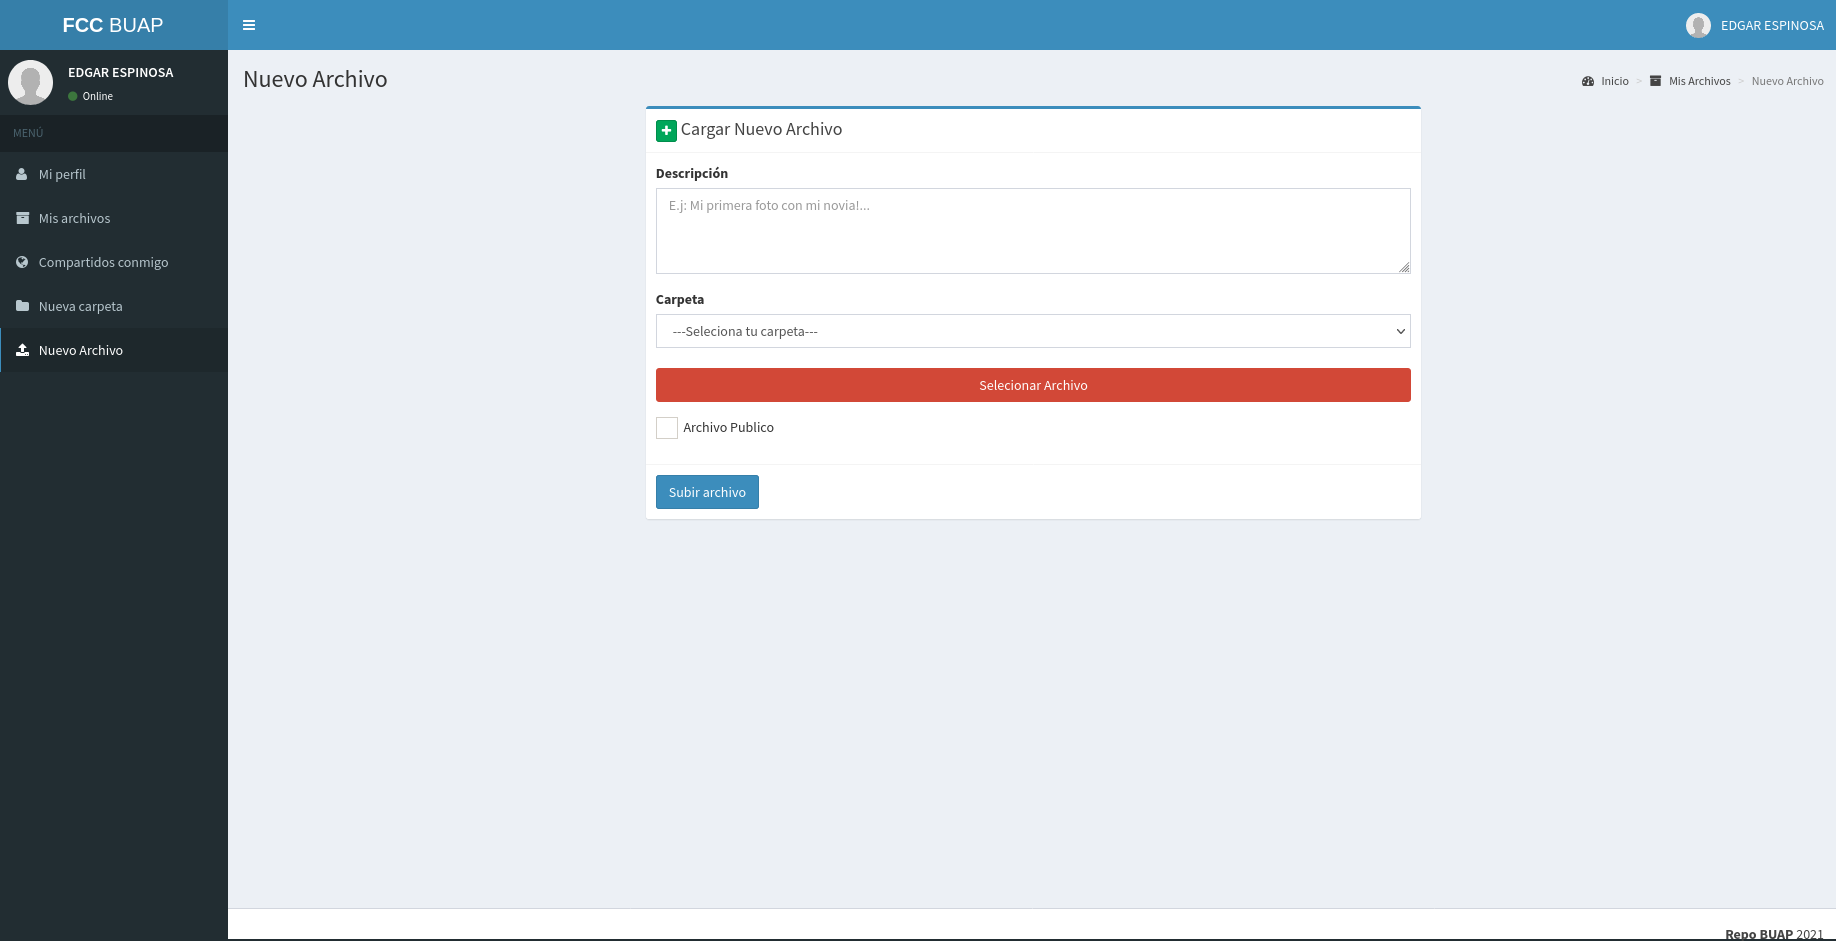 FCC BUAP
EDGAR ESPINOSA
EDGAR ESPINOSA
Online
MENÚ
Mi perfil
Mis archivos
Compartidos conmigo
Nueva carpeta
Nuevo Archivo
Nuevo Archivo
Inicio > Mis Archivos > Nuevo Archivo
Cargar Nuevo Archivo
Descripción
E.j: Mi primera foto con mi novia!...
Carpeta
---Seleciona tu carpeta---
Selecionar Archivo
Archivo Publico
Subir archivo
Repo BUAP 2021